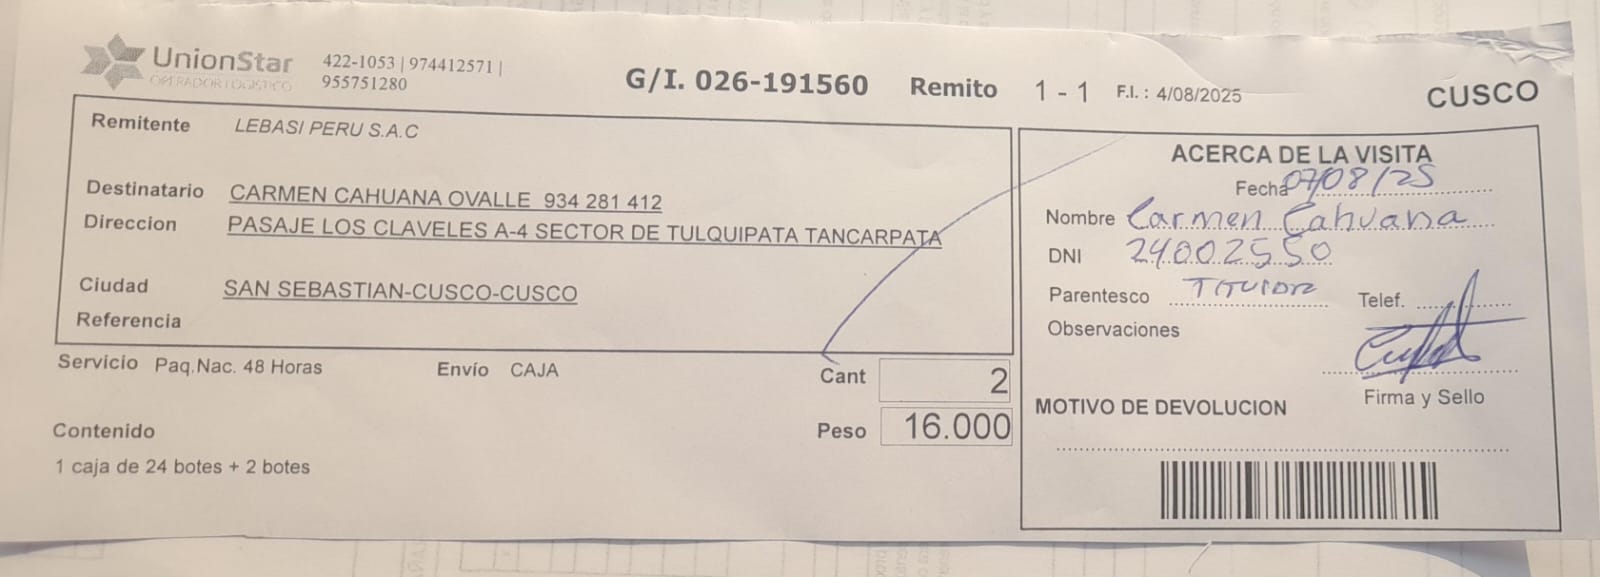 UnionStar
OPERADOR LOGISTICO
422-1053 | 974412571 |
955751280
G/I. 026-191560 Remito 1 - 1 F.I. : 4/08/2025
CUSCO
Remitente LEBASI PERU S.A.C
Destinatario CARMEN CAHUANA OVALLE 934 281 412
Direccion PASAJE LOS CLAVELES A-4 SECTOR DE TULQUIPATA TANCARPATA
Ciudad SAN SEBASTIAN-CUSCO-CUSCO
Referencia
Servicio Paq.Nac. 48 Horas Envío CAJA Cant 2
Peso 16.000
Contenido
1 caja de 24 botes + 2 botes
ACERCA DE LA VISITA
Fecha 07/08/25
Nombre Carmen Cahuana
DNI 24002550
Parentesco TITULAR Telef.
Observaciones
Firma y Sello
MOTIVO DE DEVOLUCION